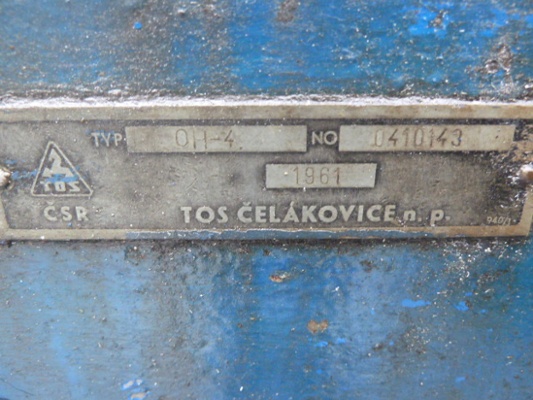 TYP OH-4 NO 0410143
1961
TOS
ČSR TOS ČELÁKOVICE n. p.